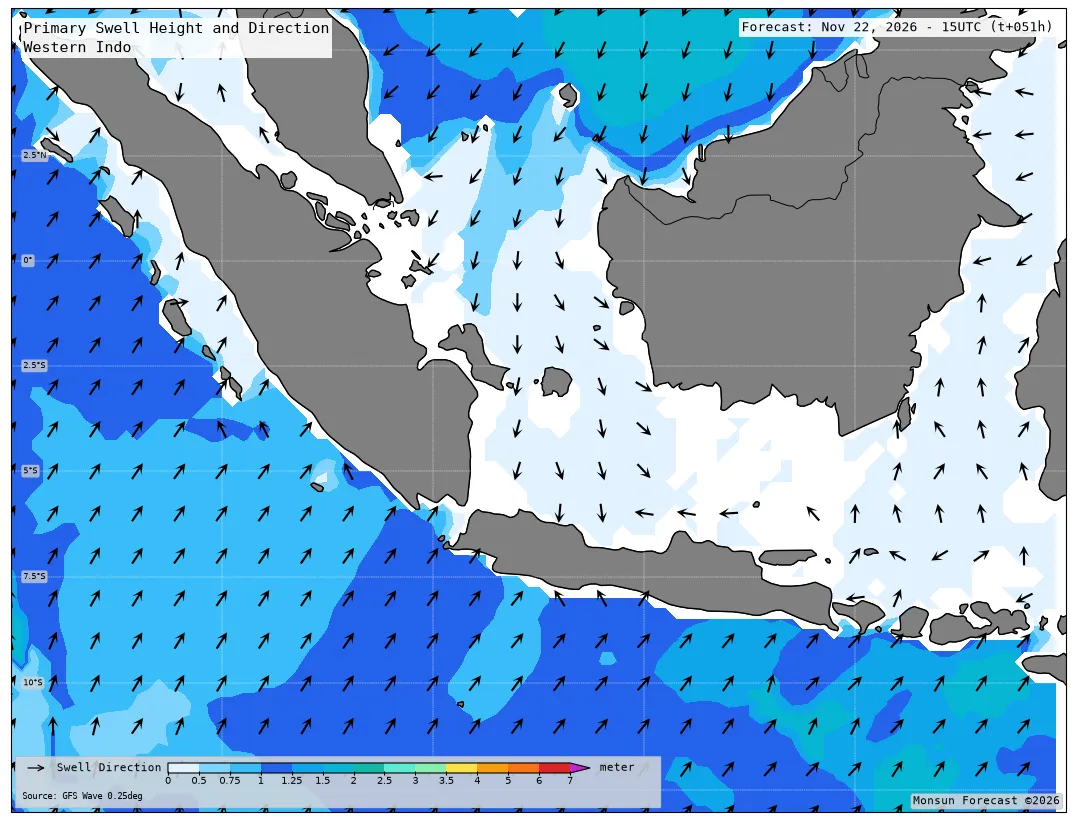 Primary Swell Height and Direction
Western Indo
Forecast: Nov 22, 2026 - 15UTC (t+051h)
2.5°N
0°
2.5°S
5°S
7.5°S
10°S
Swell Direction
0 0.5 0.75 1 1.25 1.5 2 2.5 3 3.5 4 5 6 7
meter
Source: GFS Wave 0.25deg
Monsun Forecast ©2026